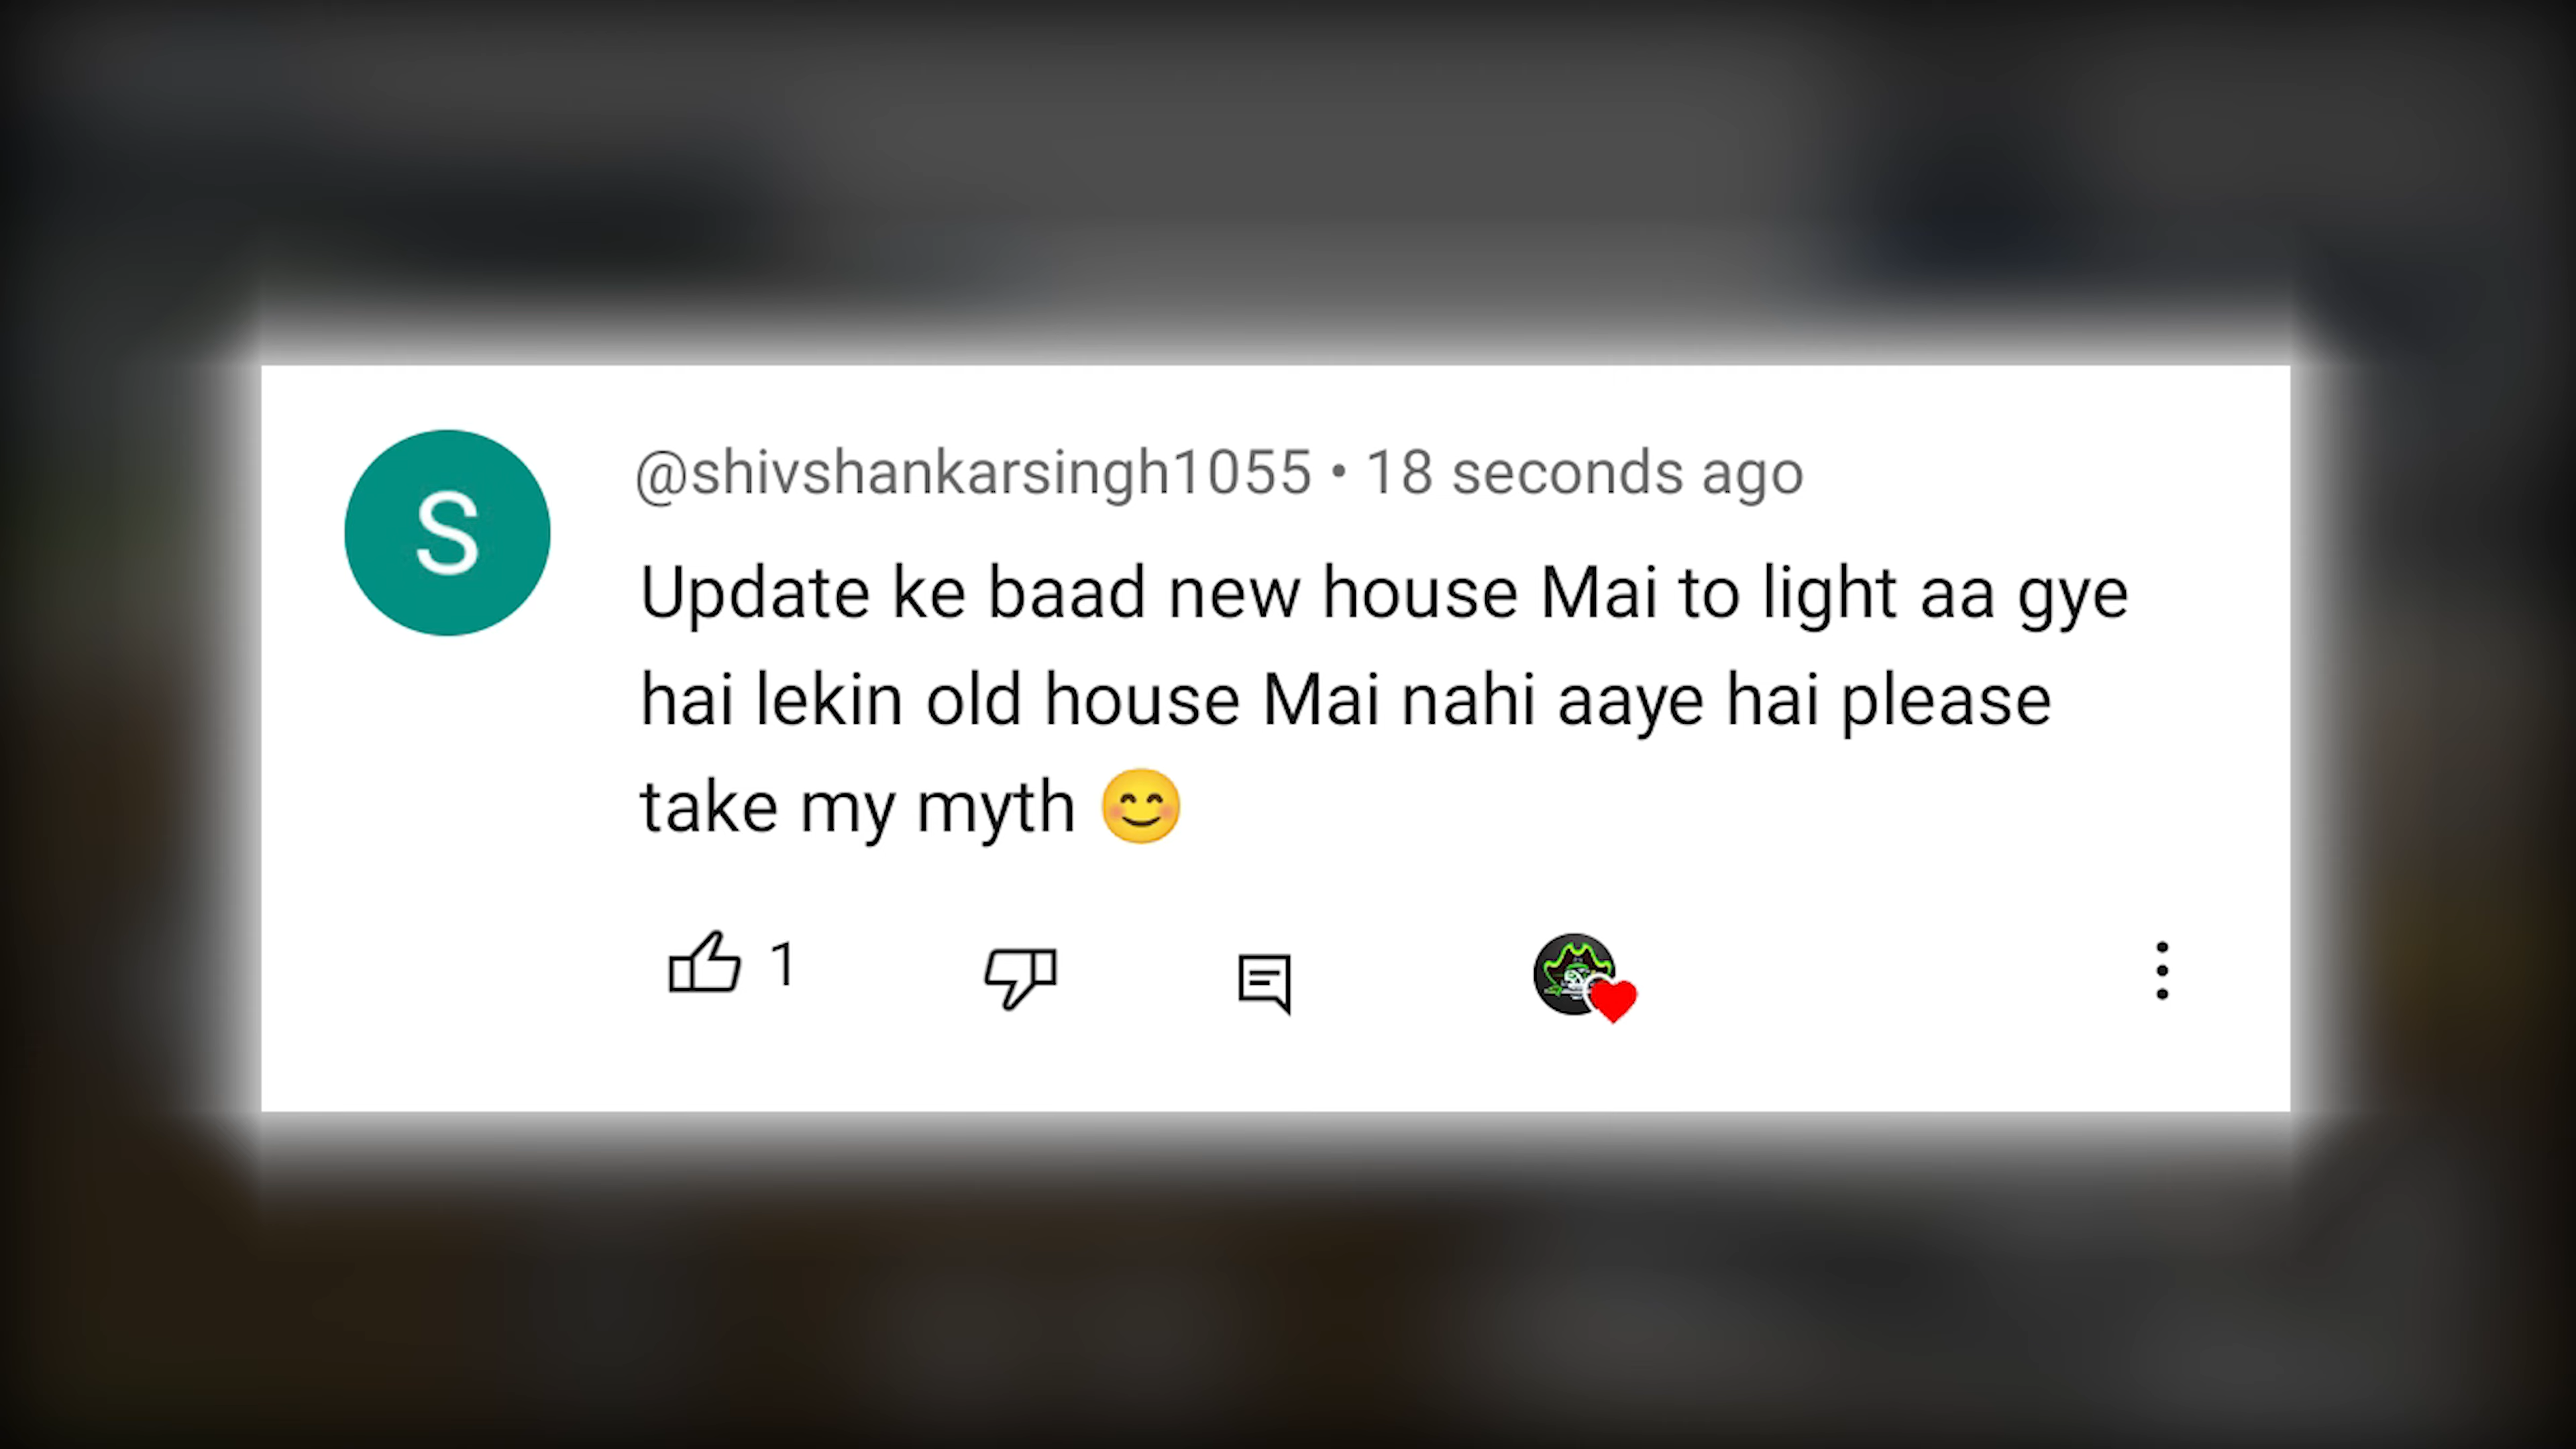 S
@shivshankarsingh1055 • 18 seconds ago
Update ke baad new house Mai to light aa gye
hai lekin old house Mai nahi aaye hai please
take my myth 😊
1